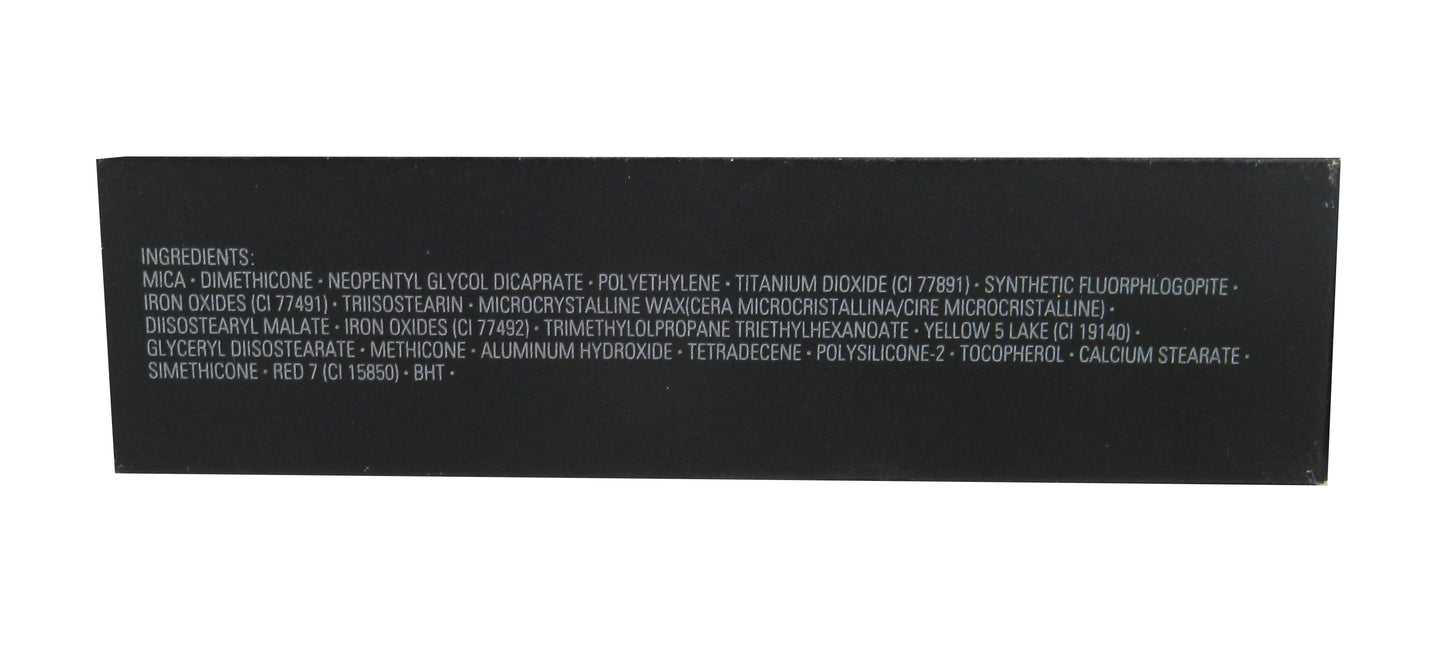 INGREDIENTS:
MICA · DIMETHICONE · NEOPENTYL GLYCOL DICAPRATE · POLYETHYLENE · TITANIUM DIOXIDE (CI 77891) · SYNTHETIC FLUORPHLOGOPITE ·
IRON OXIDES (CI 77491) · TRIISOSTEARIN · MICROCRYSTALLINE WAX(CERA MICROCRISTALLINA/CIRE MICROCRISTALLINE) ·
DIISOSTEARYL MALATE · IRON OXIDES (CI 77492) · TRIMETHYLOLPROPANE TRIETHYLHEXANOATE · YELLOW 5 LAKE (CI 19140) ·
GLYCERYL DIISOSTEARATE · METHICONE · ALUMINUM HYDROXIDE · TETRADECENE · POLYSILICONE-2 · TOCOPHEROL · CALCIUM STEARATE ·
SIMETHICONE · RED 7 (CI 15850) · BHT ·